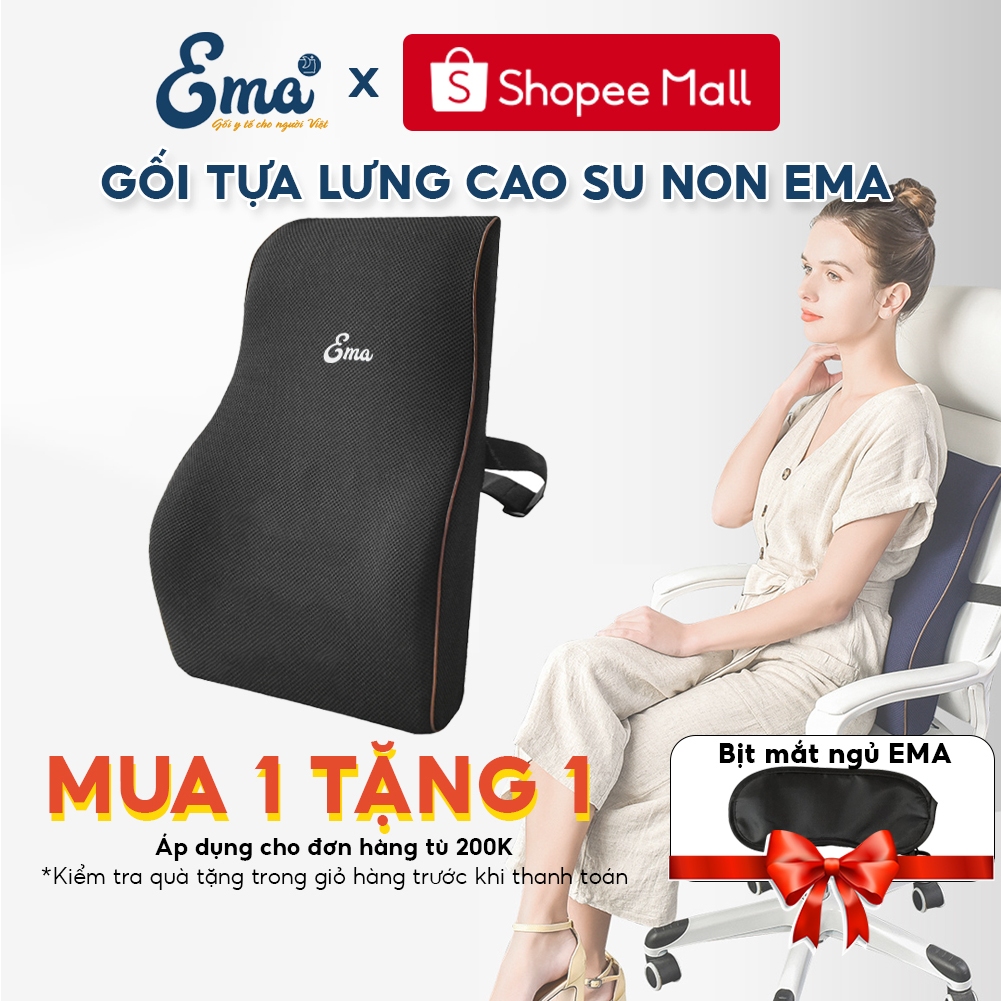 Ema
Gối y tế cho người Việt
x
S Shopee Mall
GỐI TỰA LƯNG CAO SU NON EMA
Ema
MUA 1 TẶNG 1
Áp dụng cho đơn hàng từ 200K
*Kiểm tra quà tặng trong giỏ hàng trước khi thanh toán
Bịt mắt ngủ EMA